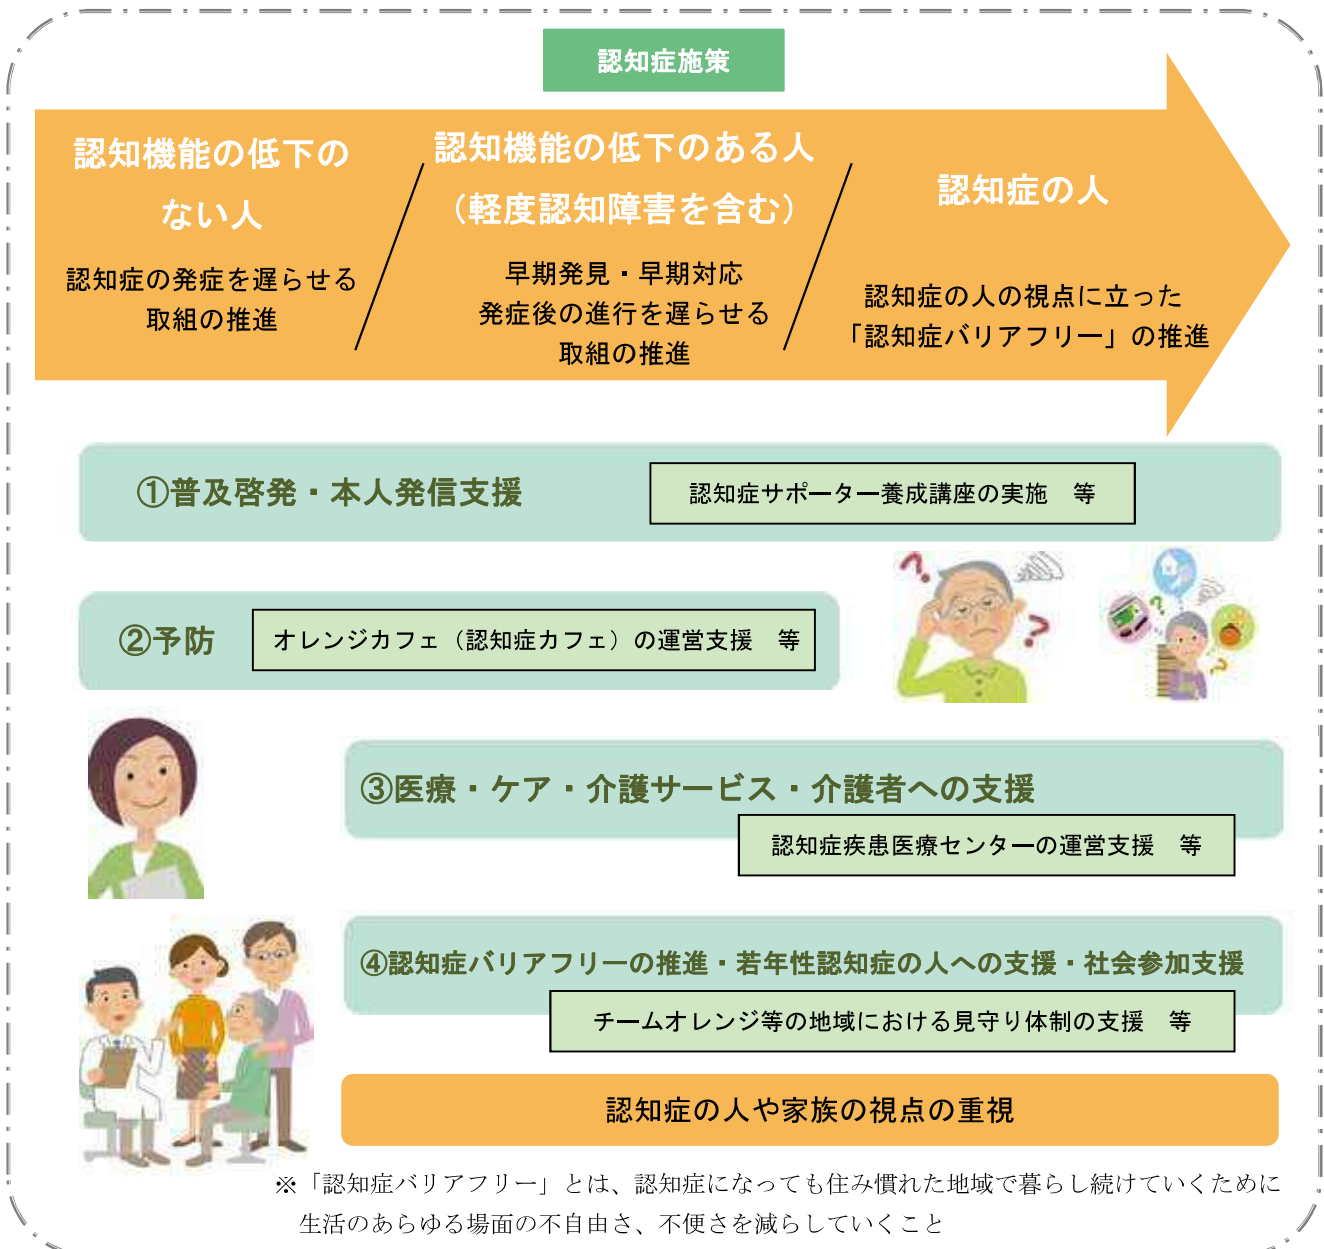 認知症施策
認知機能の低下の
ない人
認知症の発症を遅らせる
取組の推進
認知機能の低下のある人
（軽度認知障害を含む）
早期発見・早期対応
発症後の進行を遅らせる
取組の推進
認知症の人
認知症の人の視点に立った
「認知症バリアフリー」の推進
①普及啓発・本人発信支援
認知症サポーター養成講座の実施　等
②予防
オレンジカフェ（認知症カフェ）の運営支援　等
③医療・ケア・介護サービス・介護者への支援
認知症疾患医療センターの運営支援　等
④認知症バリアフリーの推進・若年性認知症の人への支援・社会参加支援
チームオレンジ等の地域における見守り体制の支援　等
認知症の人や家族の視点の重視
※「認知症バリアフリー」とは、認知症になっても住み慣れた地域で暮らし続けていくために
生活のあらゆる場面の不自由さ、不便さを減らしていくこと